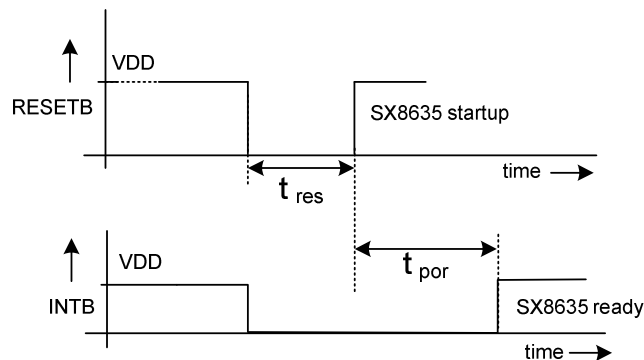 VDD
RESETB
SX8635 startup
time
t res
VDD
t por
INTB
SX8635 ready
time